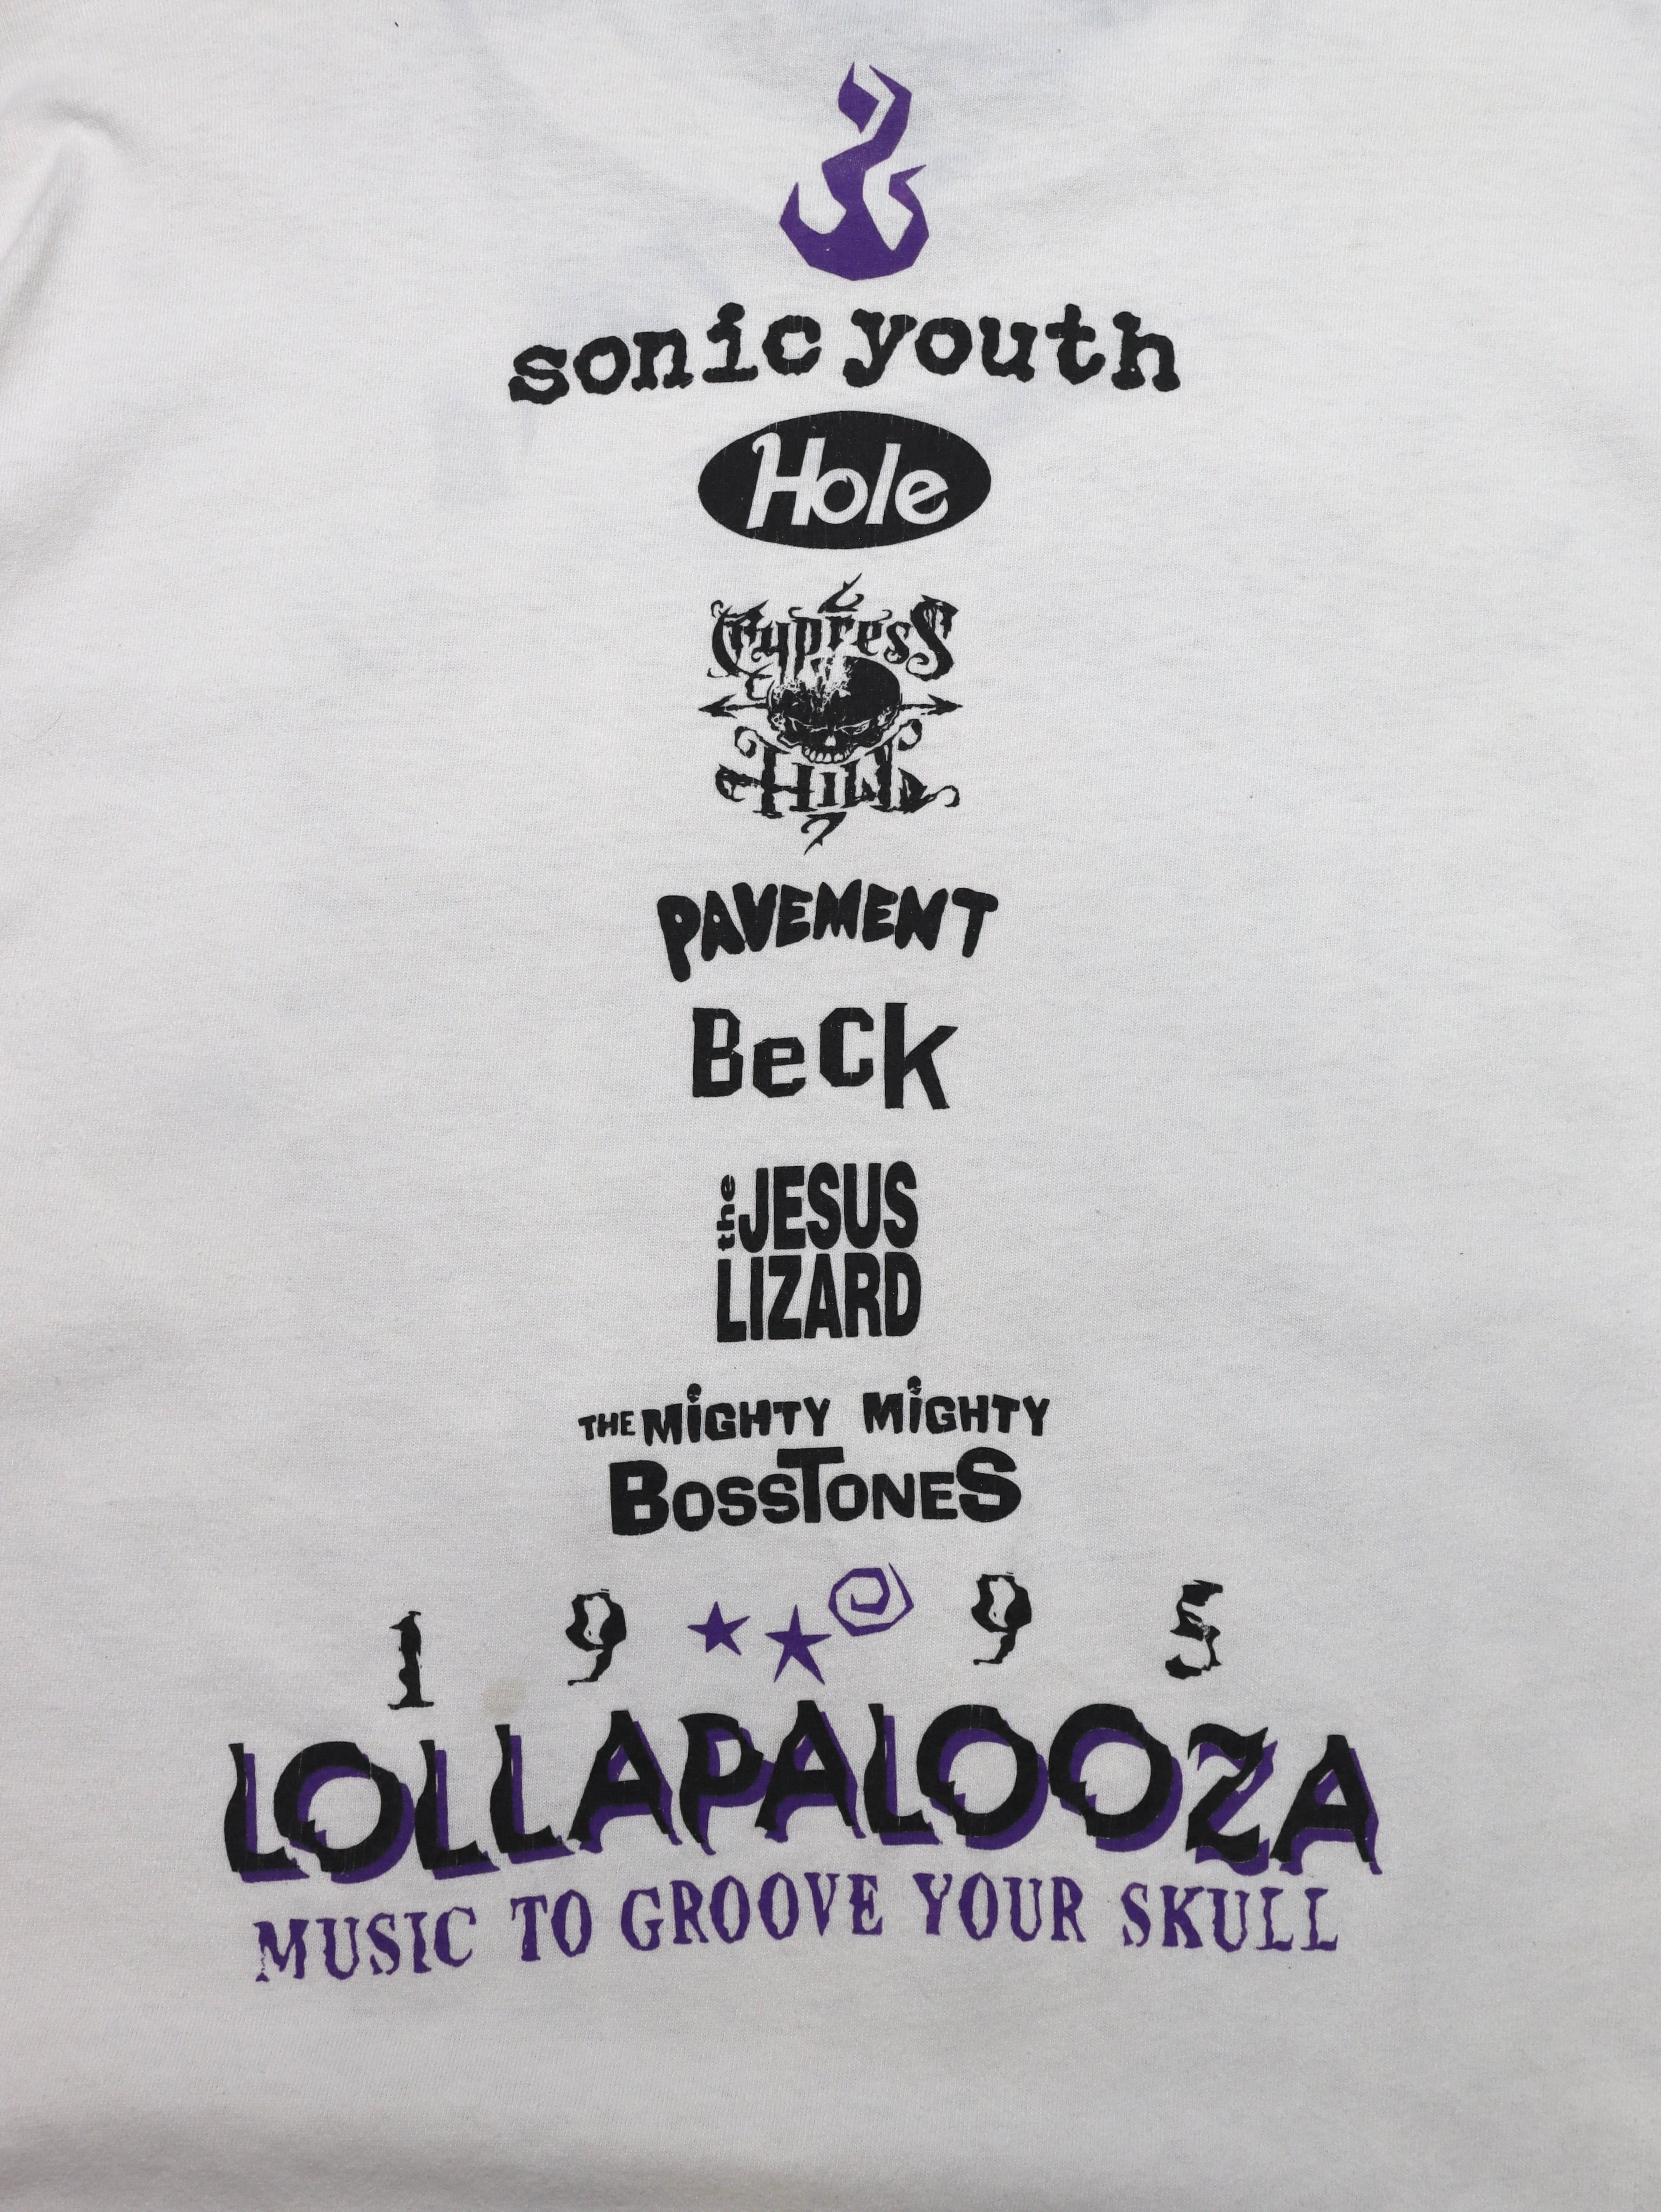 sonic youth
Hole
Cypress
Hill
PAVEMENT
BeCk
the JESUS
LIZARD
THE MiGHTY MiGHTY
BOSSTONES
1 9 9 5
LOLLAPALOOZA
MUSIC TO GROOVE YOUR SKULL